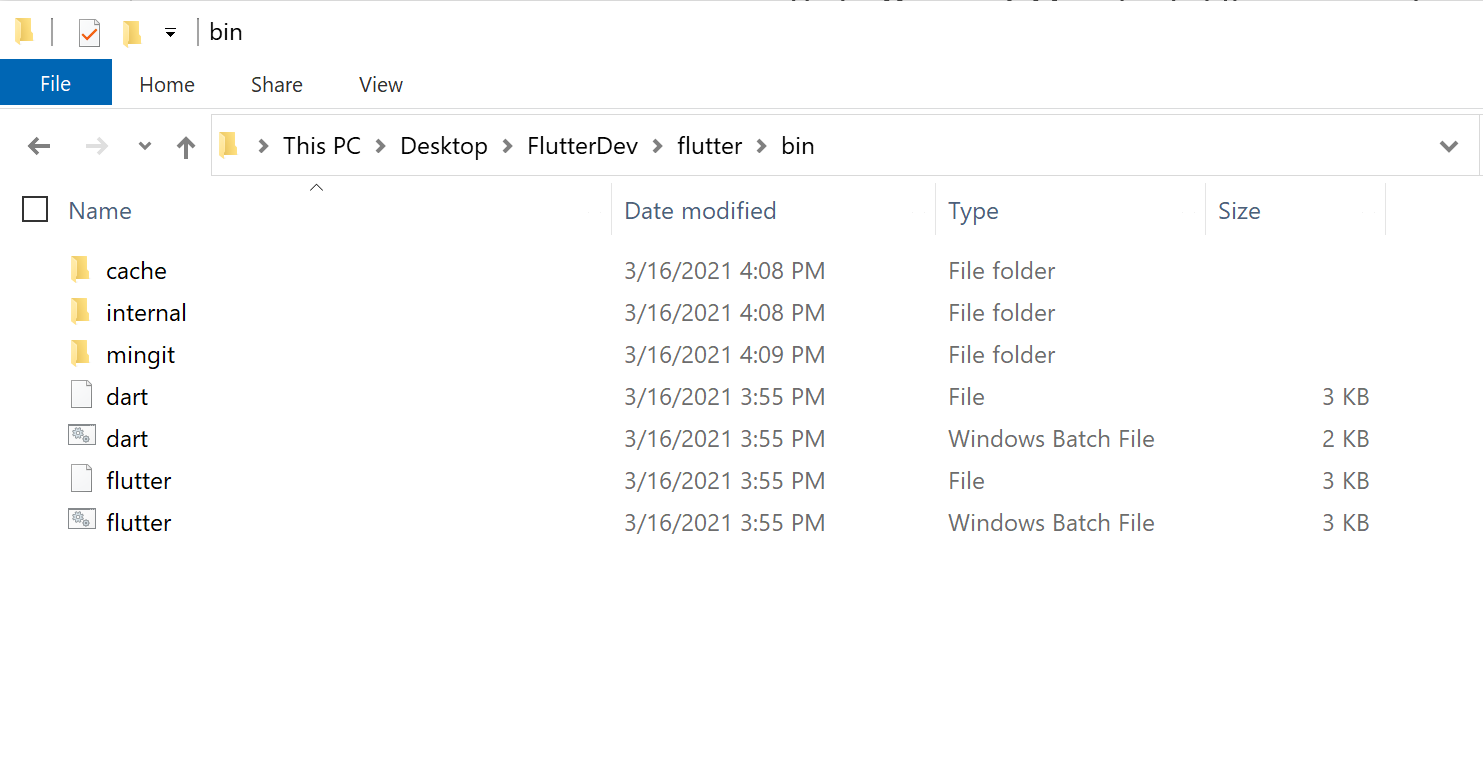 bin
File Home Share View
This PC Desktop FlutterDev flutter bin
Name Date modified Type Size
cache 3/16/2021 4:08 PM File folder
internal 3/16/2021 4:08 PM File folder
mingit 3/16/2021 4:09 PM File folder
dart 3/16/2021 3:55 PM File 3 KB
dart 3/16/2021 3:55 PM Windows Batch File 2 KB
flutter 3/16/2021 3:55 PM File 3 KB
flutter 3/16/2021 3:55 PM Windows Batch File 3 KB